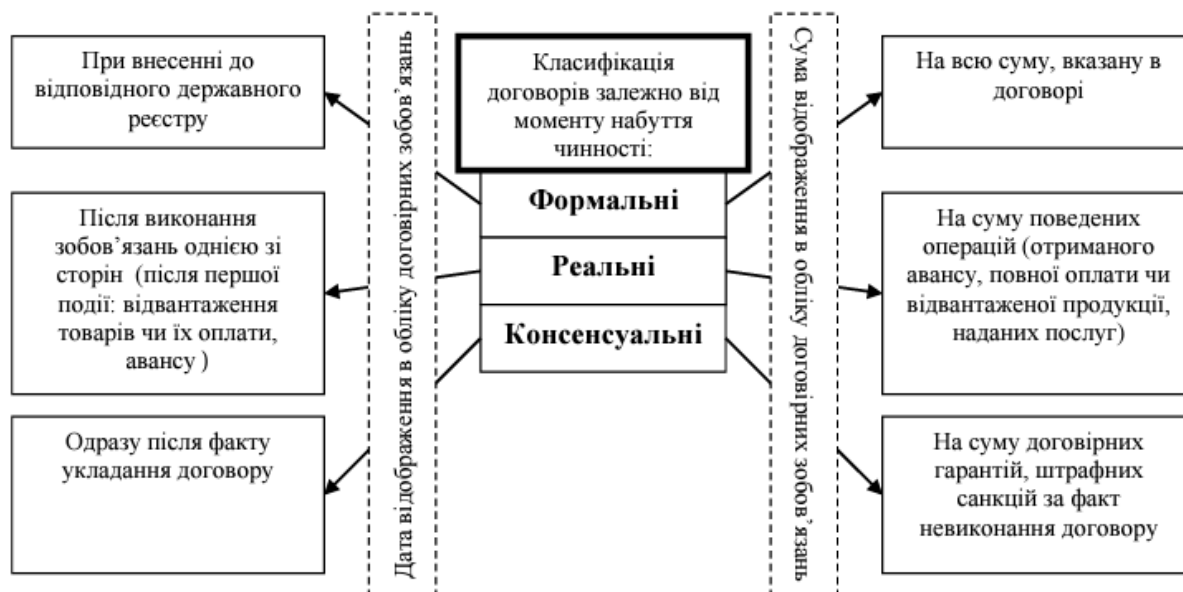 При внесенні до
відповідного державного
реєстру
Після виконання
зобов’язань однією зі
сторін (після першої
події: відвантаження
товарів чи їх оплати,
авансу )
Одразу після факту
укладання договору
Дата відображення в обліку договірних зобов’язань
Класифікація
договорів залежно від
моменту набуття
чинності:
Формальні
Реальні
Консенсуальні
Сума відображення в обліку договірних зобов’язань
На всю суму, вказану в
договорі
На суму поведених
операцій (отриманого
авансу, повної оплати чи
відвантаженої продукції,
наданих послуг)
На суму договірних
гарантій, штрафних
санкцій за факт
невиконання договору